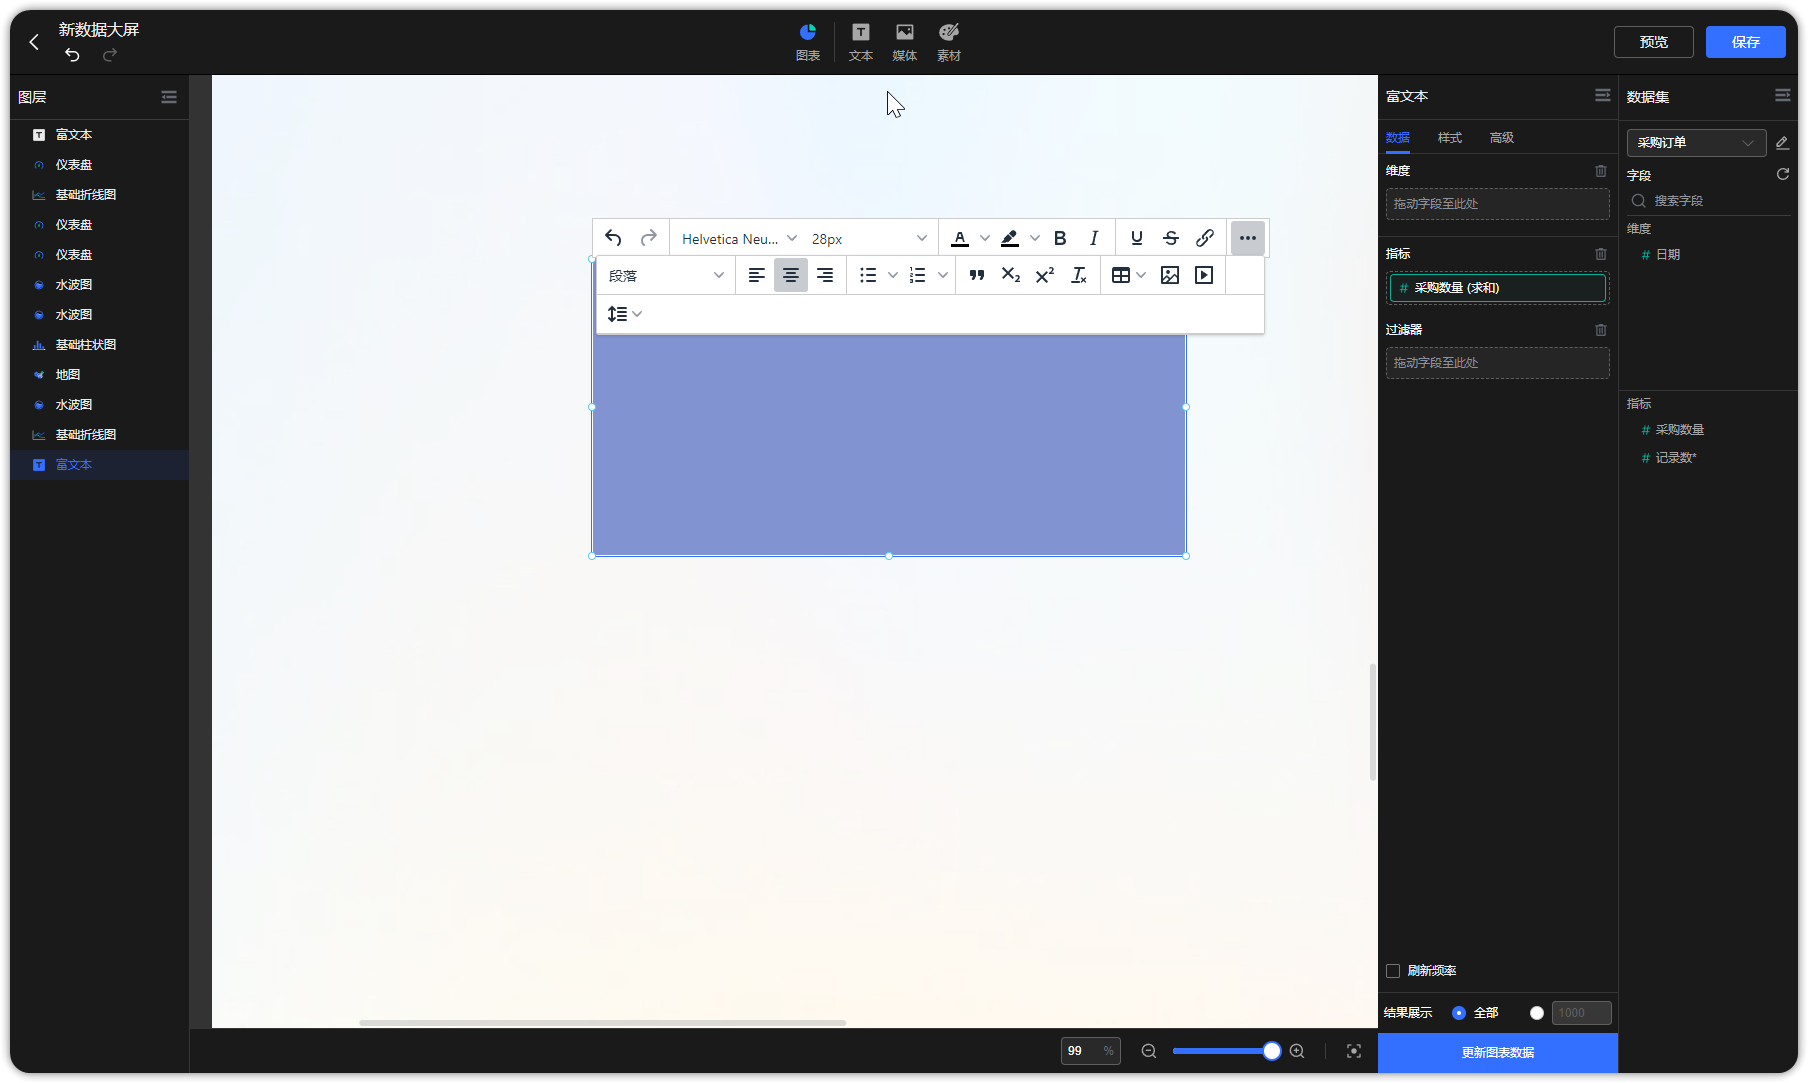 新数据大屏
图表
文本
媒体
素材
预览
保存
图层
富文本
仪表盘
基础折线图
仪表盘
仪表盘
水波图
水波图
基础柱状图
地图
水波图
基础折线图
富文本
Helvetica Neu...
28px
段落
99 %
富文本
数据
样式
高级
维度
拖动字段至此处
指标
# 采购数量 (求和)
过滤器
拖动字段至此处
刷新频率
结果展示
全部
1000
更新图表数据
数据集
采购订单
字段
搜索字段
维度
# 日期
指标
# 采购数量
# 记录数*